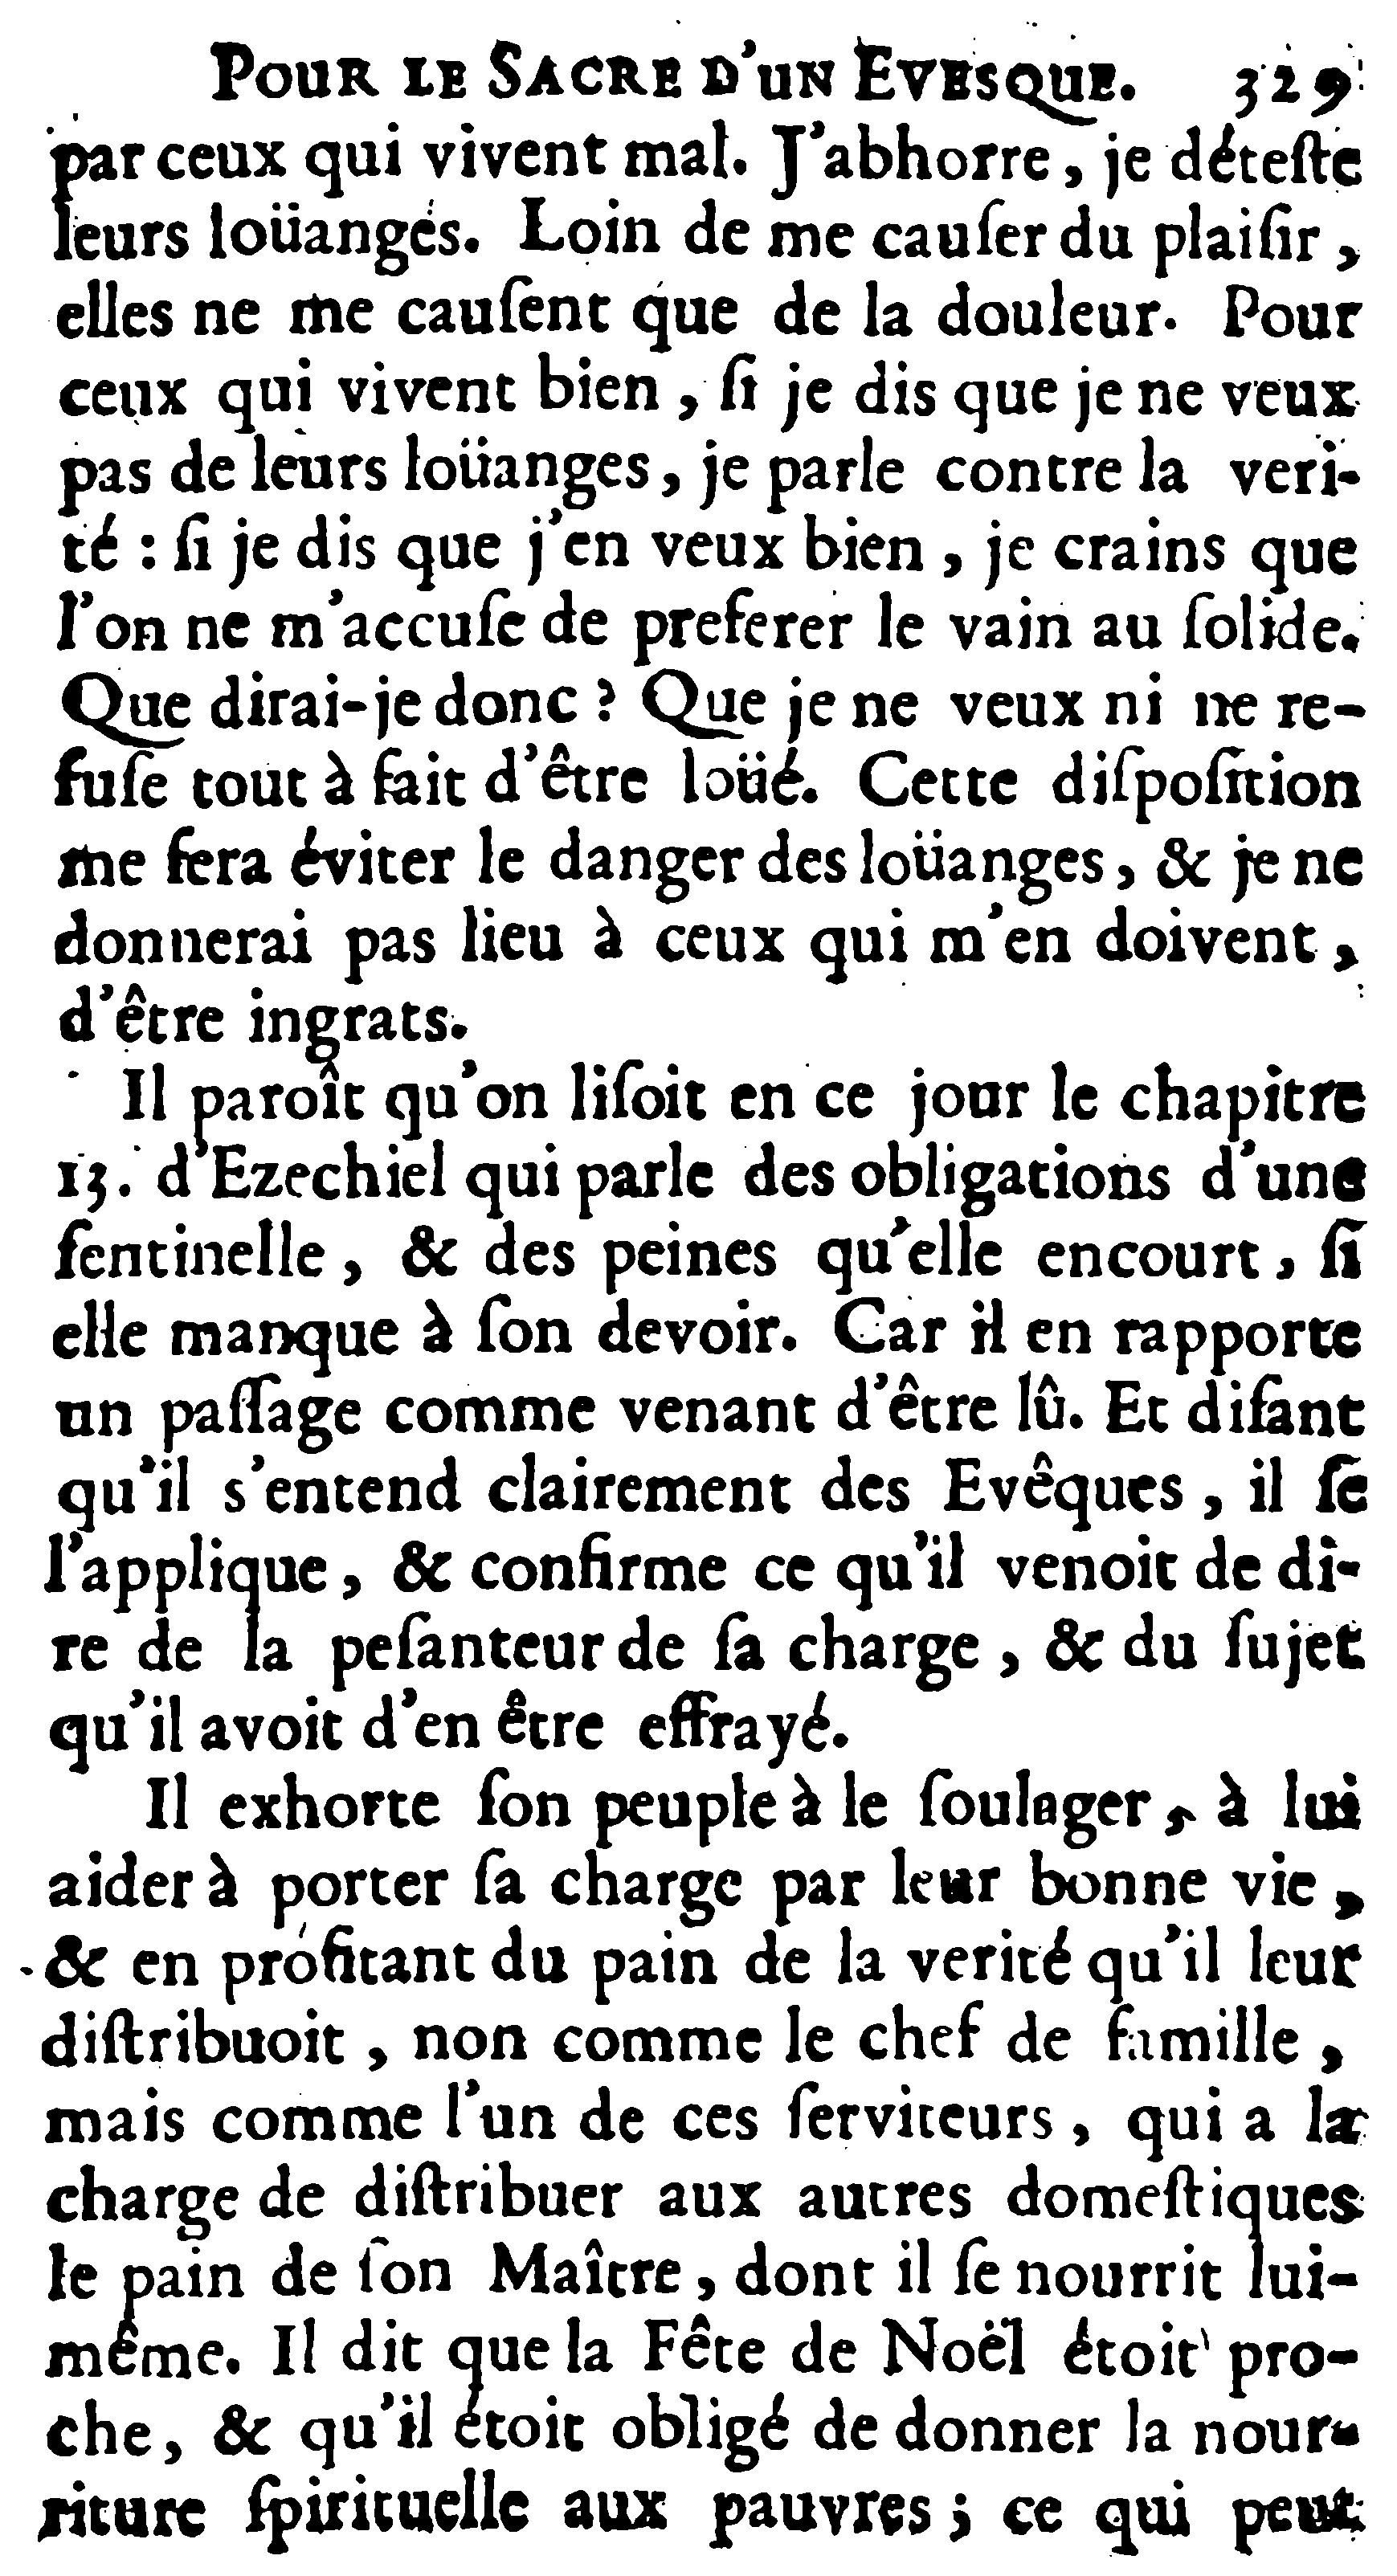 POUR LE SACRE D'UN EVESQUE. 329
par ceux qui vivent mal. J'abhorre, je déteſte
leurs loüanges. Loin de me cauſer du plaiſir,
elles ne me cauſent que de la douleur. Pour
ceux qui vivent bien, ſi je dis que je ne veux
pas de leurs loüanges, je parle contre la veri-
té : ſi je dis que j'en veux bien, je crains que
l'on ne m'accuſe de preferer le vain au ſolide.
Que dirai-je donc ? Que je ne veux ni ne re-
fuſe tout à fait d'être loüé. Cette diſpoſition
me fera éviter le danger des loüanges, & je ne
donnerai pas lieu à ceux qui m'en doivent,
d'être ingrats.
Il paroît qu'on liſoit en ce jour le chapitre
13. d'Ezechiel qui parle des obligations d'une
ſentinelle, & des peines qu'elle encourt, ſi
elle manque à ſon devoir. Car il en rapporte
un paſſage comme venant d'être lû. Et diſant
qu'il s'entend clairement des Evêques, il ſe
l'applique, & confirme ce qu'il venoit de di-
re de la peſanteur de ſa charge, & du ſujet
qu'il avoit d'en être effrayé.
Il exhorte ſon peuple à le ſoulager, à lui
aider à porter ſa charge par leur bonne vie,
& en profitant du pain de la verité qu'il leur
diſtribuoit, non comme le chef de famille,
mais comme l'un de ces ſerviteurs, qui a la
charge de diſtribuer aux autres domeſtiques
le pain de ſon Maître, dont il ſe nourrit lui-
même. Il dit que la Fête de Noël étoit pro-
che, & qu'il étoit obligé de donner la nour-
riture ſpirituelle aux pauvres ; ce qui peut